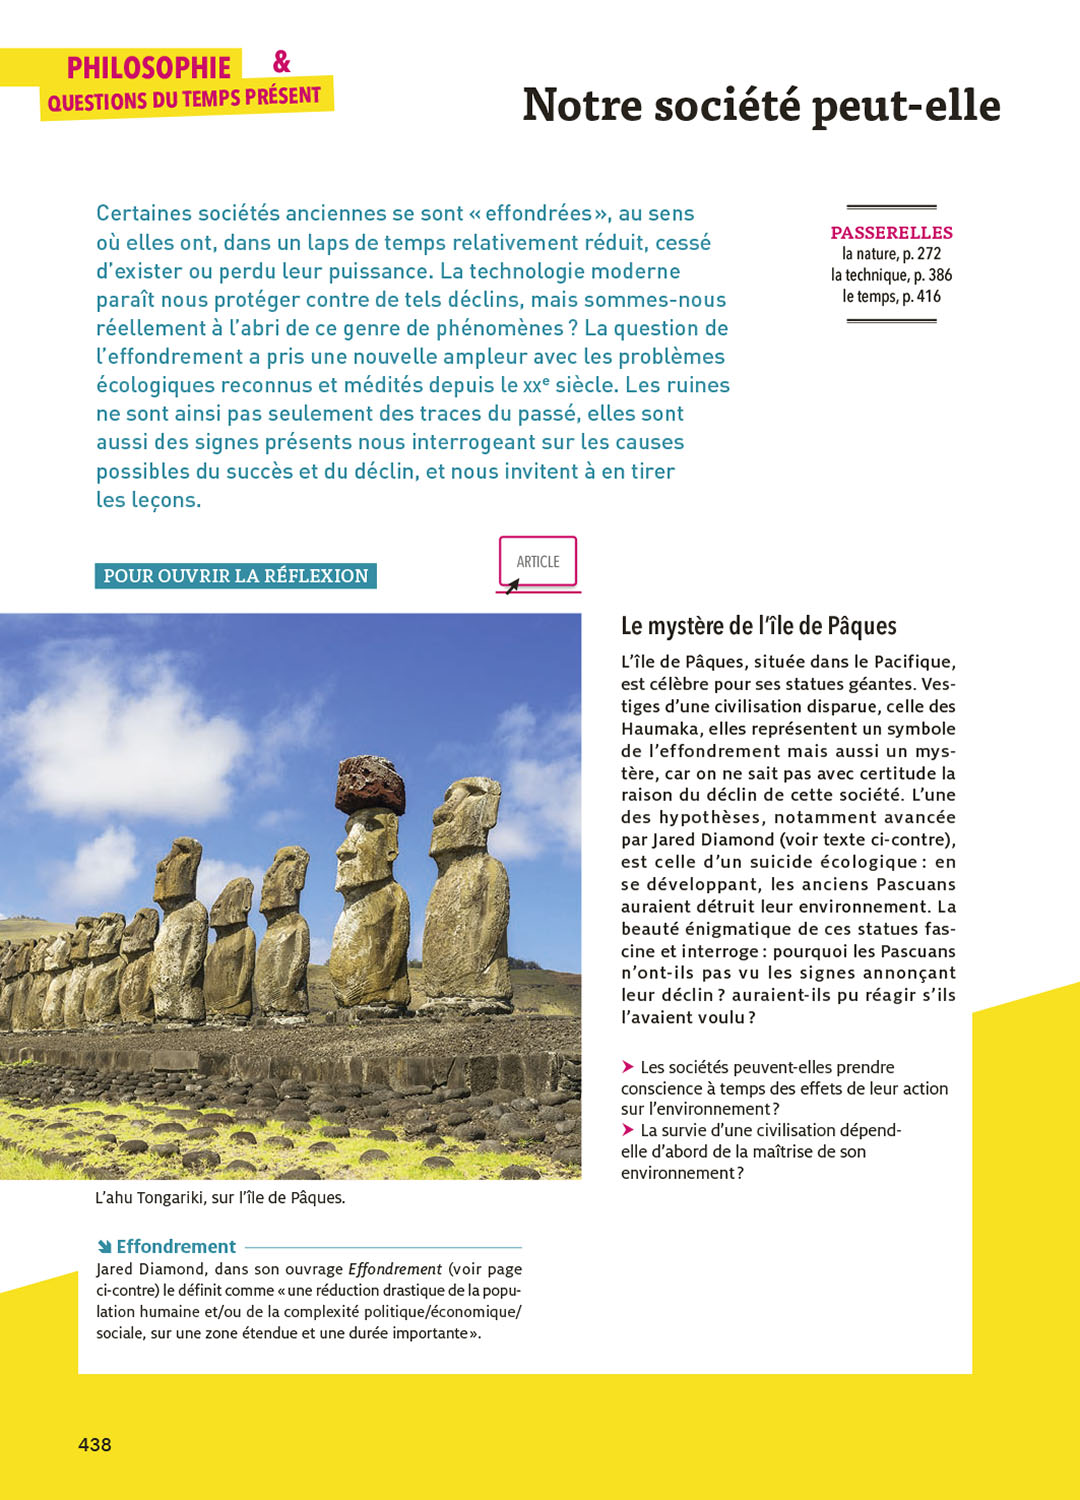 PHILOSOPHIE &
QUESTIONS DU TEMPS PRÉSENT
Notre société peut-elle
Certaines sociétés anciennes se sont « effondrées », au sens
où elles ont, dans un laps de temps relativement réduit, cessé
d’exister ou perdu leur puissance. La technologie moderne
paraît nous protéger contre de tels déclins, mais sommes-nous
réellement à l’abri de ce genre de phénomènes ? La question de
l’effondrement a pris une nouvelle ampleur avec les problèmes
écologiques reconnus et médités depuis le XXe siècle. Les ruines
ne sont ainsi pas seulement des traces du passé, elles sont
aussi des signes présents nous interrogeant sur les causes
possibles du succès et du déclin, et nous invitent à en tirer
les leçons.
PASSERELLES
la nature, p. 272
la technique, p. 386
le temps, p. 416
POUR OUVRIR LA RÉFLEXION
ARTICLE
Le mystère de l’île de Pâques
L’île de Pâques, située dans le Pacifique,
est célèbre pour ses statues géantes. Ves-
tiges d’une civilisation disparue, celle des
Haumaka, elles représentent un symbole
de l’effondrement mais aussi un mys-
tère, car on ne sait pas avec certitude la
raison du déclin de cette société. L’une
des hypothèses, notamment avancée
par Jared Diamond (voir texte ci-contre),
est celle d’un suicide écologique : en
se développant, les anciens Pascuans
auraient détruit leur environnement. La
beauté énigmatique de ces statues fas-
cine et interroge : pourquoi les Pascuans
n’ont-ils pas vu les signes annonçant
leur déclin ? auraient-ils pu réagir s’ils
l’avaient voulu ?
➤ Les sociétés peuvent-elles prendre
conscience à temps des effets de leur action
sur l’environnement ?
➤ La survie d’une civilisation dépend-
elle d’abord de la maîtrise de son
environnement ?
L’ahu Tongariki, sur l’île de Pâques.
Effondrement
Jared Diamond, dans son ouvrage Effondrement (voir page
ci-contre) le définit comme « une réduction drastique de la popu-
lation humaine et/ou de la complexité politique/économique/
sociale, sur une zone étendue et une durée importante ».
438